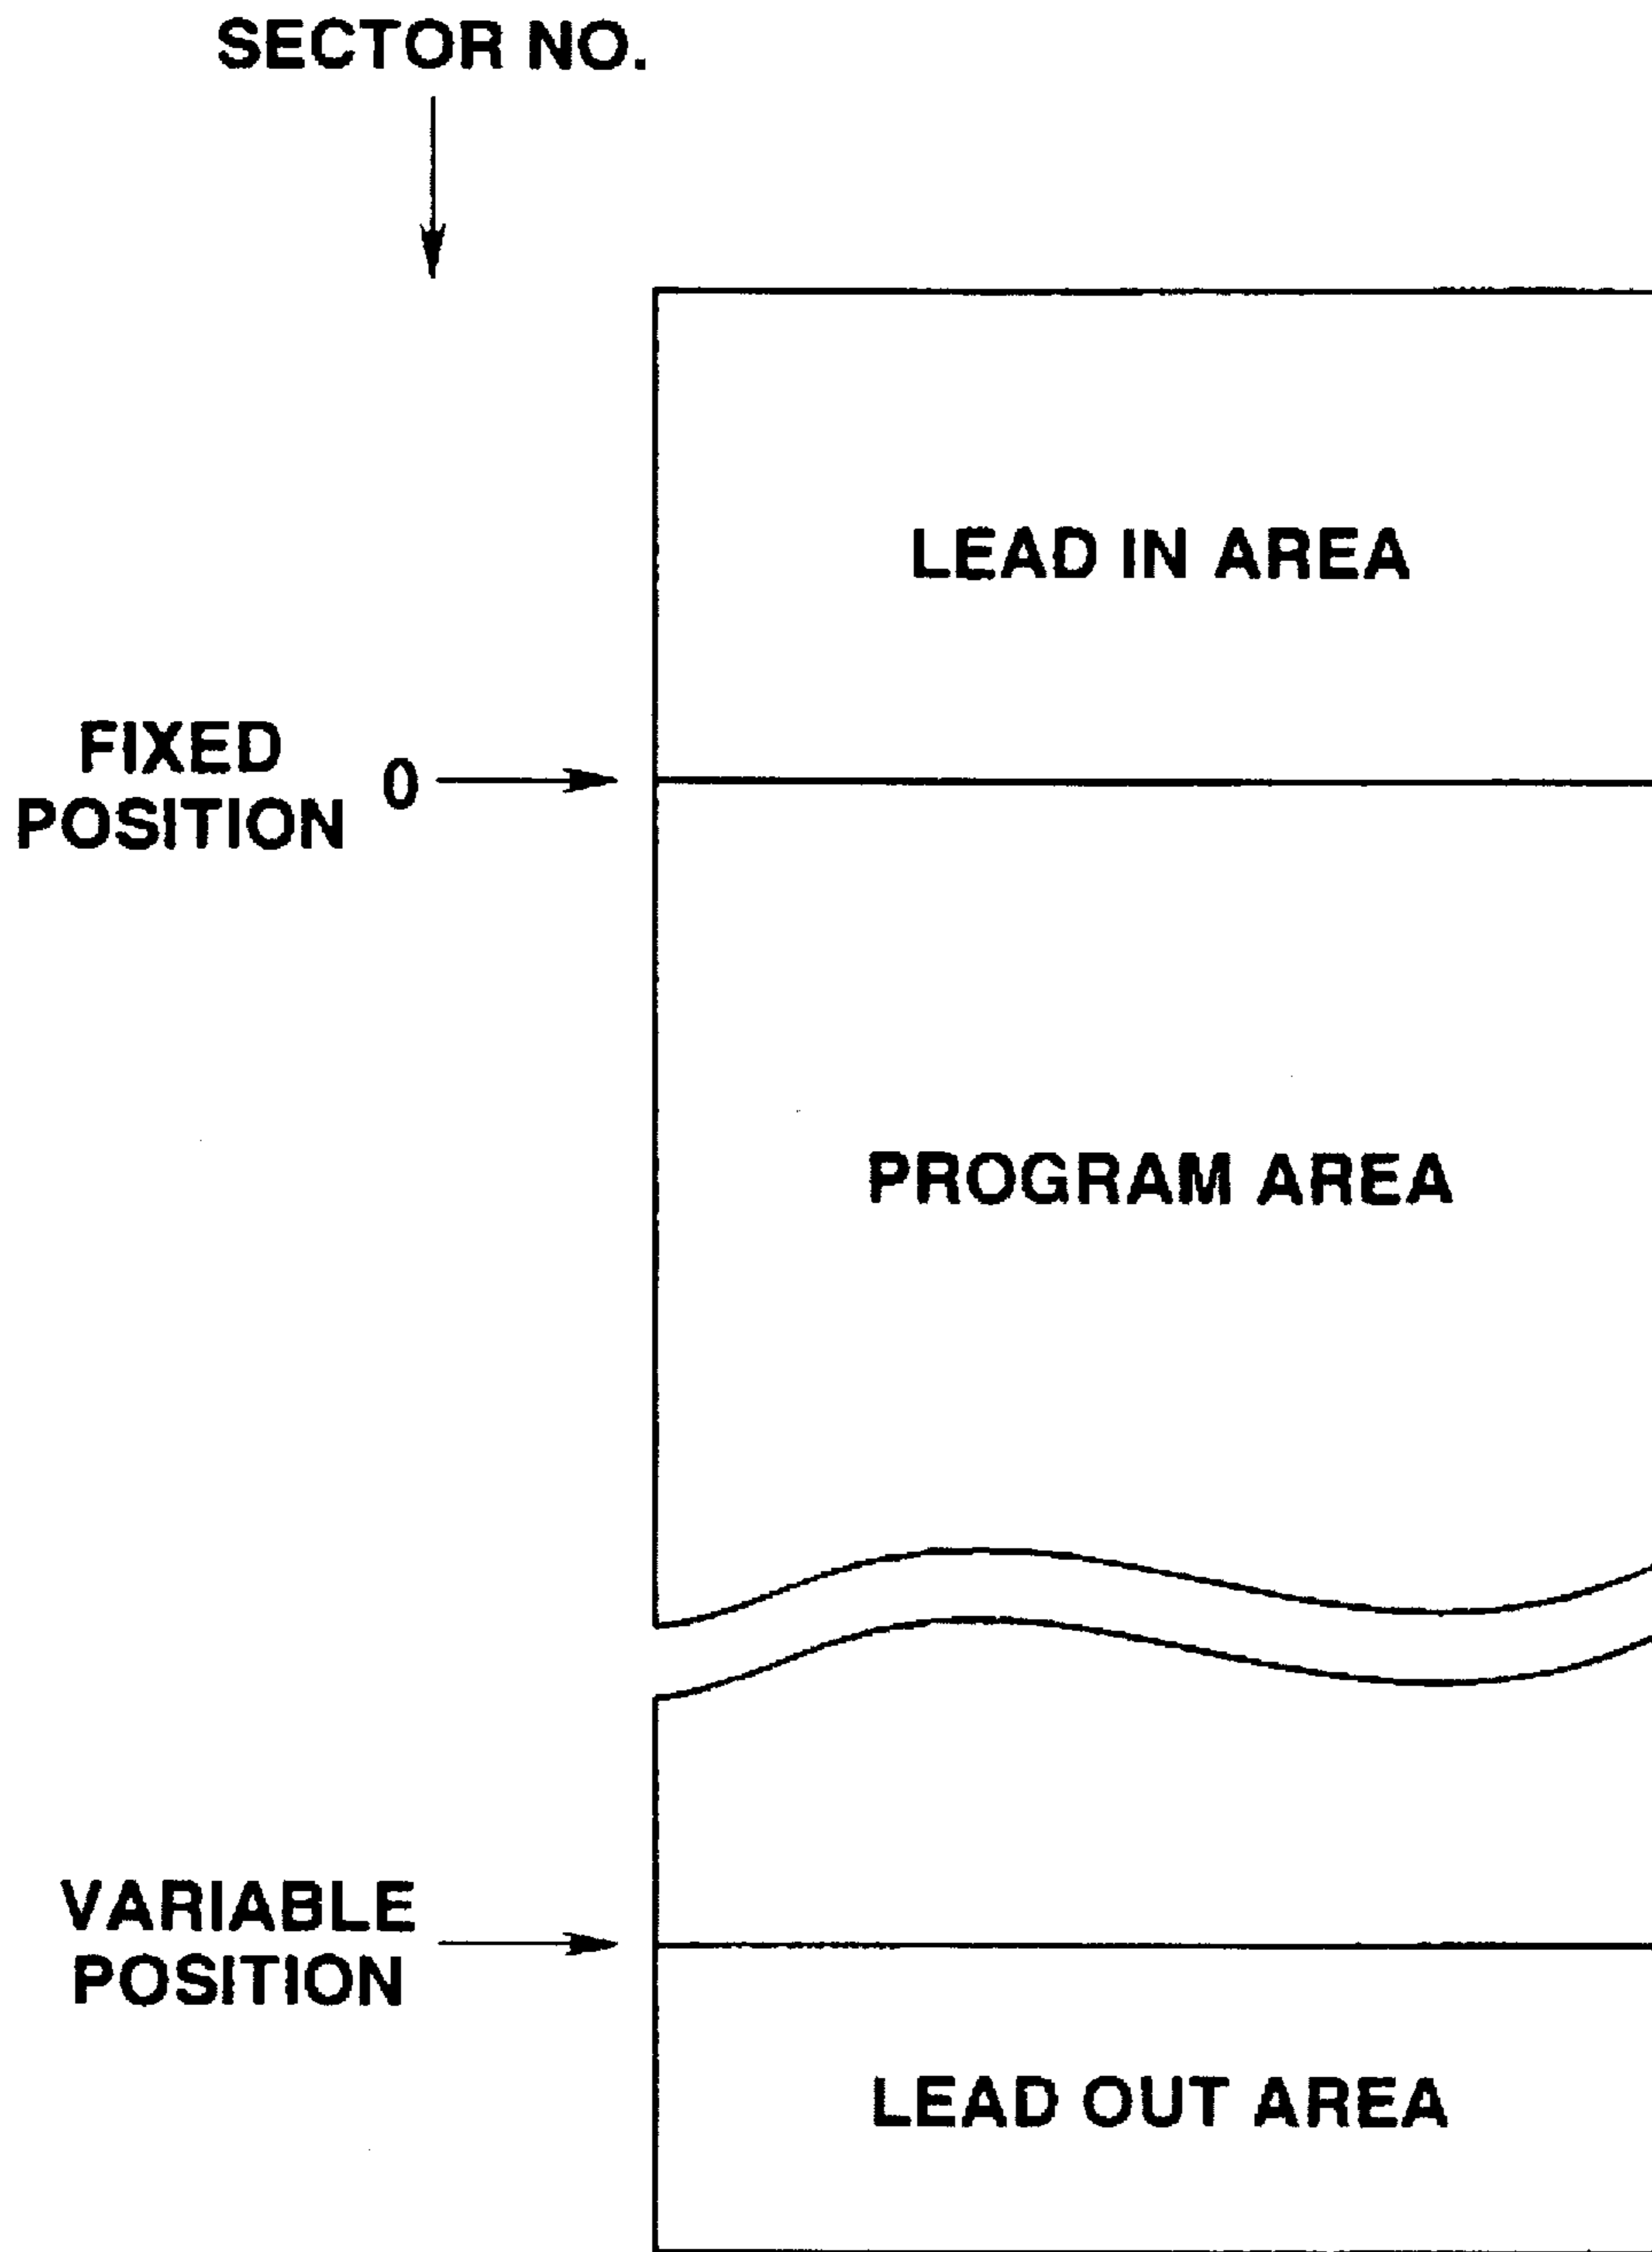 SECTOR NO.
LEAD IN AREA
FIXED
POSITION 0
PROGRAM AREA
VARIABLE
POSITION
LEAD OUT AREA